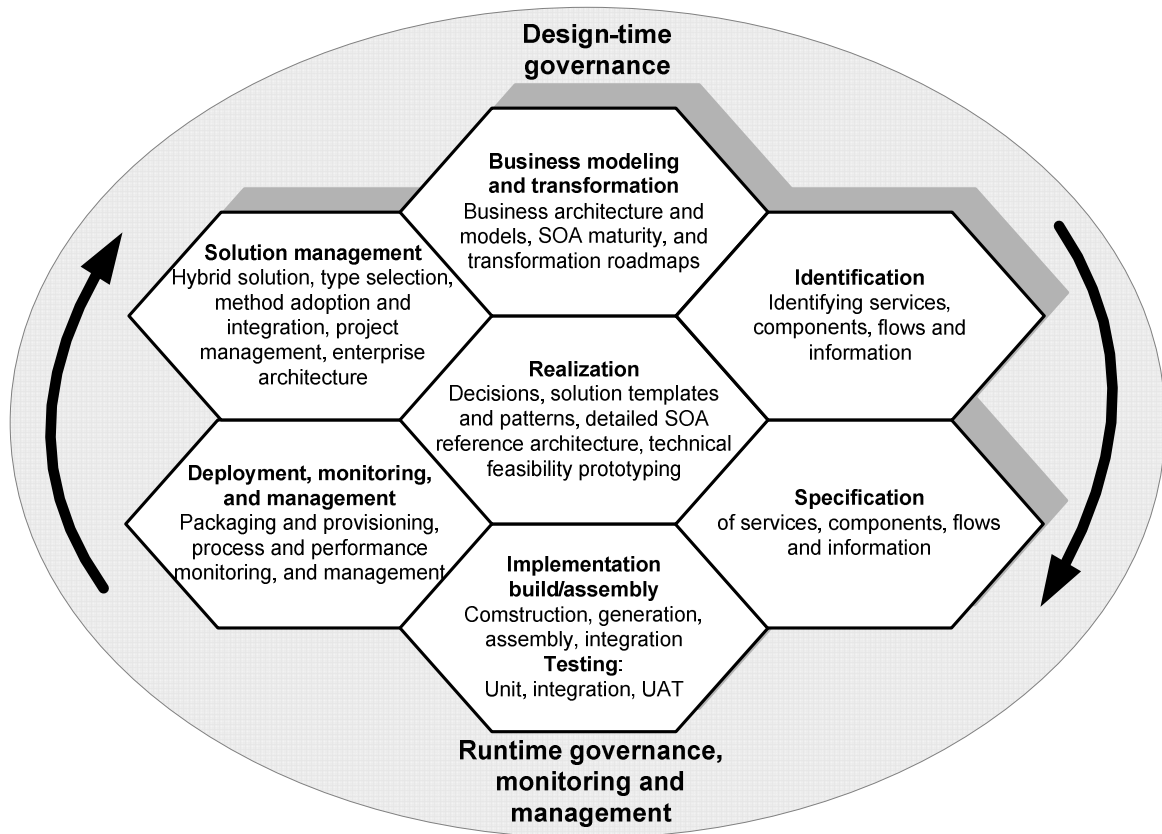 Design-time
governance
Business modeling
and transformation
Business architecture and
models, SOA maturity, and
transformation roadmaps
Solution management
Hybrid solution, type selection,
method adoption and
integration, project
management, enterprise
architecture
Identification
Identifying services,
components, flows and
information
Realization
Decisions, solution templates
and patterns, detailed SOA
reference architecture, technical
feasibility prototyping
Deployment, monitoring,
and management
Packaging and provisioning,
process and performance
monitoring, and management
Specification
of services, components, flows
and information
Implementation
build/assembly
Comstruction, generation,
assembly, integration
Testing:
Unit, integration, UAT
Runtime governance,
monitoring and
management